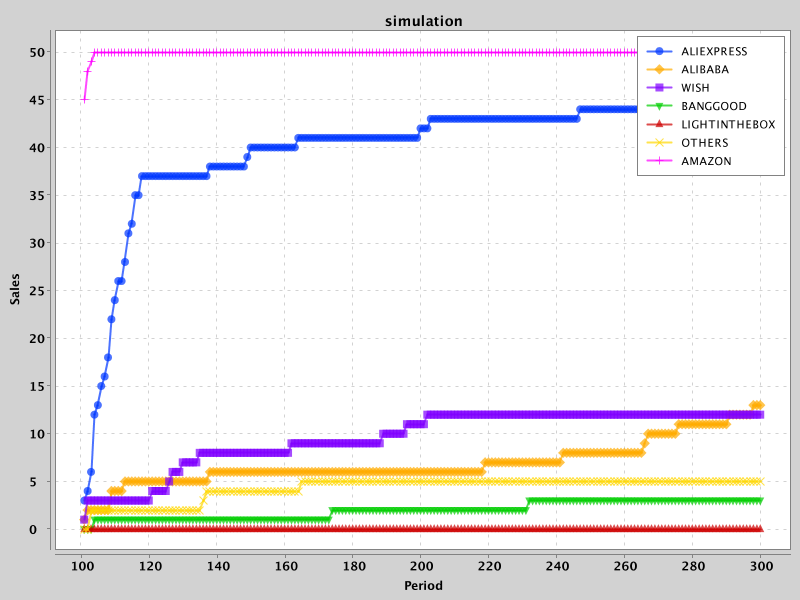 simulation
ALIEXPRESS
ALIBABA
WISH
BANGGOOD
LIGHTINTHEBOX
OTHERS
AMAZON
50
45
40
35
30
25
20
15
10
5
0
Sales
100 120 140 160 180 200 220 240 260 280 300
Period